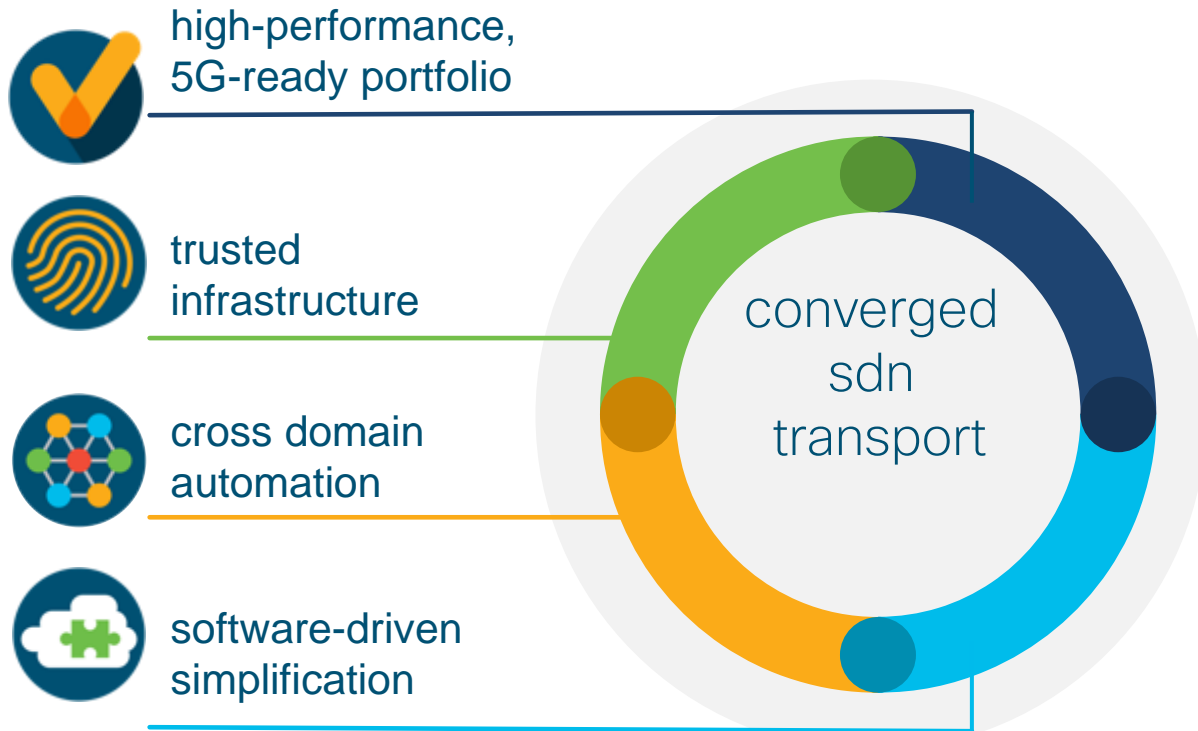 high-performance,
5G-ready portfolio
trusted
infrastructure
cross domain
automation
software-driven
simplification
converged
sdn
transport